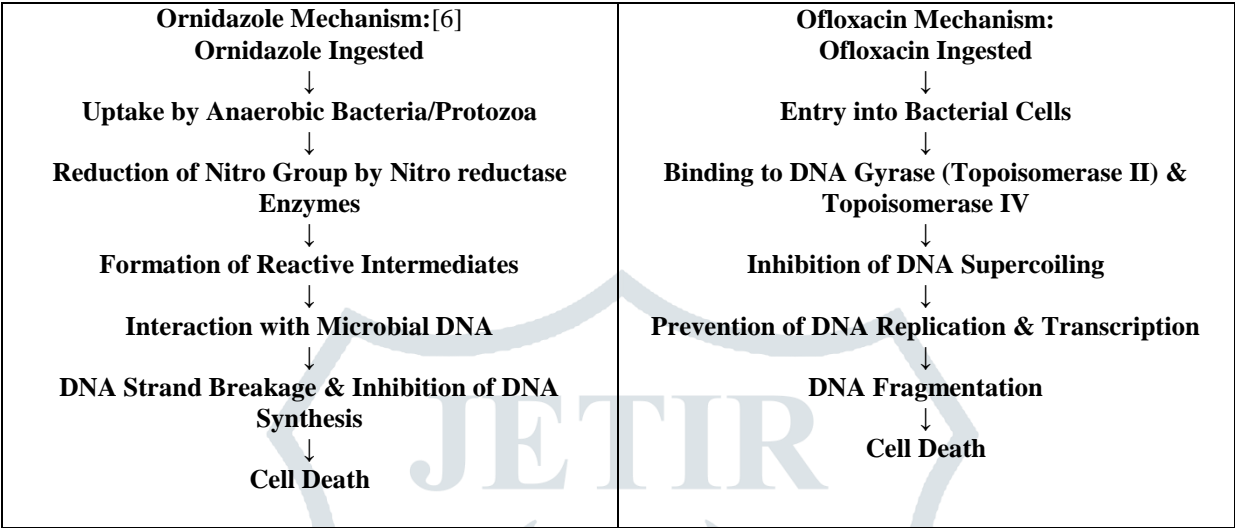 Ornidazole Mechanism:[6]
Ornidazole Ingested
↓
Uptake by Anaerobic Bacteria/Protozoa
↓
Reduction of Nitro Group by Nitro reductase
Enzymes
↓
Formation of Reactive Intermediates
↓
Interaction with Microbial DNA
↓
DNA Strand Breakage & Inhibition of DNA
Synthesis
↓
Cell Death
Ofloxacin Mechanism:
Ofloxacin Ingested
↓
Entry into Bacterial Cells
↓
Binding to DNA Gyrase (Topoisomerase II) &
Topoisomerase IV
↓
Inhibition of DNA Supercoiling
↓
Prevention of DNA Replication & Transcription
↓
DNA Fragmentation
↓
Cell Death
JETIR